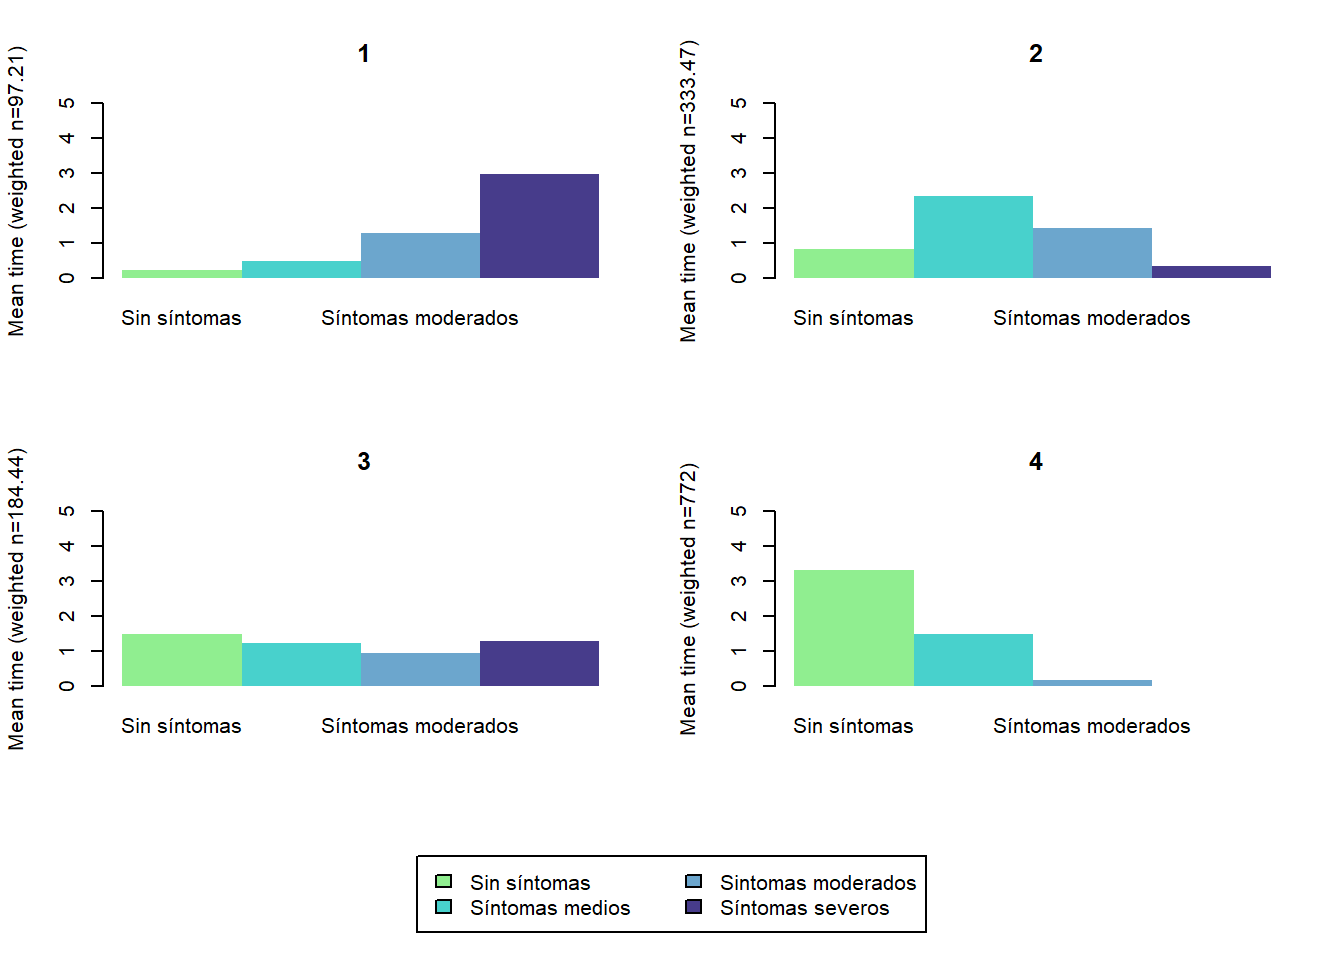 1
Mean time (weighted n=97.21)
5
4
3
2
1
0
Sin síntomas
Síntomas moderados
2
Mean time (weighted n=333.47)
5
4
3
2
1
0
Sin síntomas
Síntomas moderados
3
Mean time (weighted n=184.44)
5
4
3
2
1
0
Sin síntomas
Síntomas moderados
4
Mean time (weighted n=772)
5
4
3
2
1
0
Sin síntomas
Síntomas moderados
Sin síntomas
Síntomas medios
Sintomas moderados
Síntomas severos